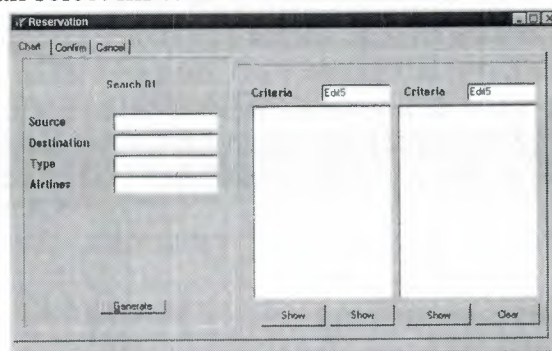 Reservation
Chart Confirm Cancel
Search 01
Source
Destination
Type
Airlines
Generate
Criteria Edit5 Criteria Edit5
Show Show Show Clear